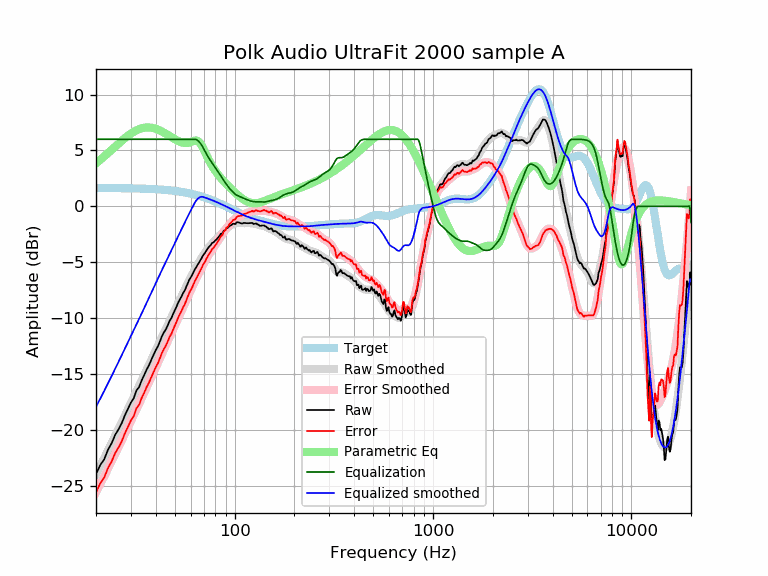 Polk Audio UltraFit 2000 sample A
10
5
0
−5
−10
−15
−20
−25
Amplitude (dBr)
Target
Raw Smoothed
Error Smoothed
Raw
Error
Parametric Eq
Equalization
Equalized smoothed
100
1000
10000
Frequency (Hz)